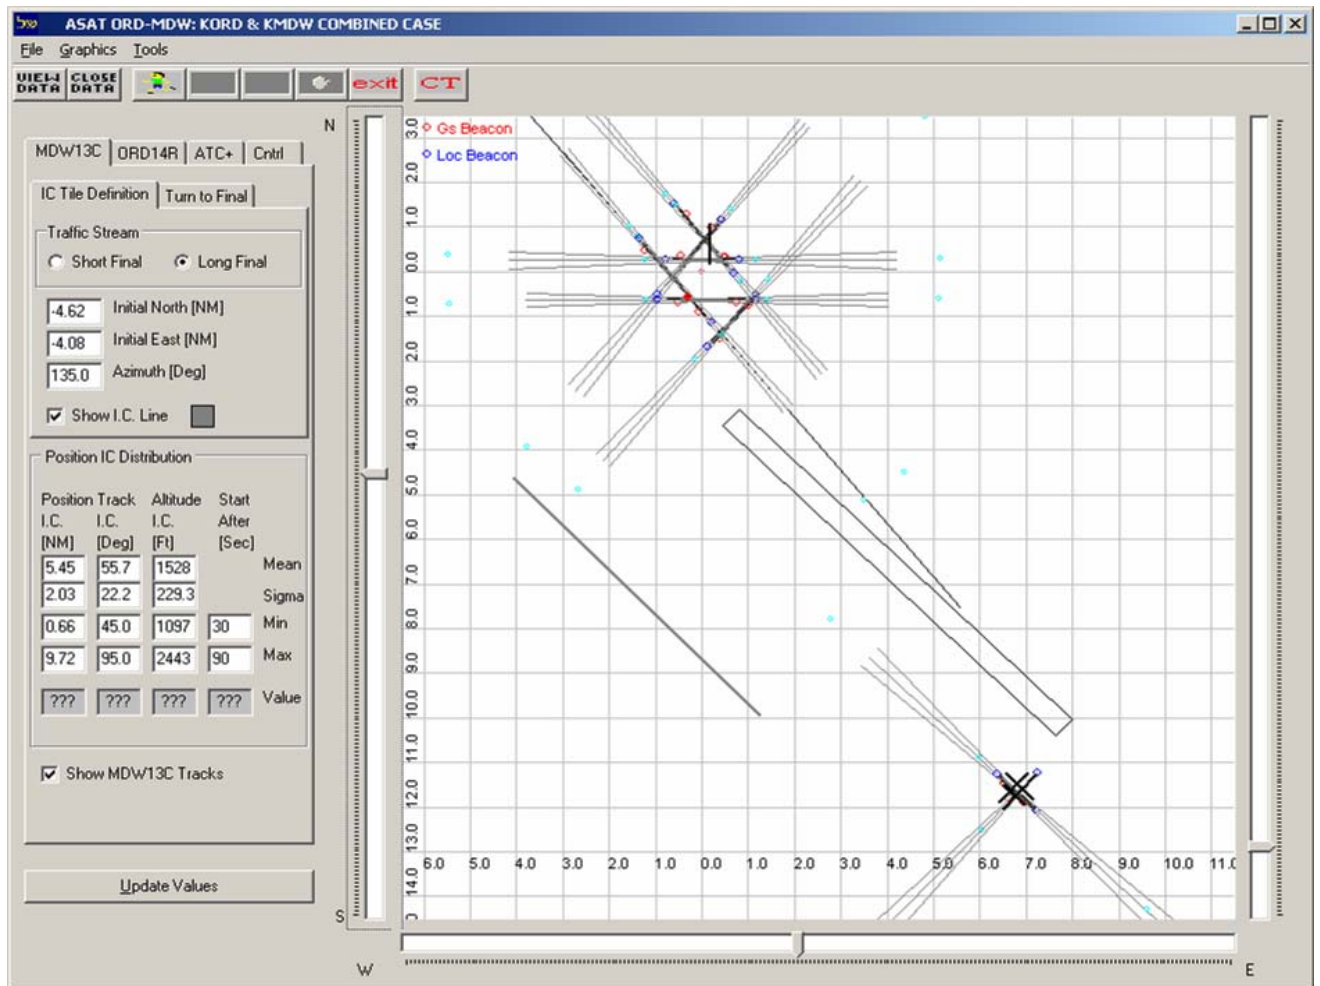 ASAT ORD-MDW: KORD & KMDW COMBINED CASE
File Graphics Tools
VIEW DATA CLOSE DATA exit CT
N
MDW13C ORD14R ATC+ Cntrl
IC Tile Definition Turn to Final
Traffic Stream
Short Final Long Final
-4.62 Initial North [NM]
-4.08 Initial East [NM]
135.0 Azimuth [Deg]
Show I.C. Line
Position IC Distribution
Position Track Altitude Start
I.C. I.C. I.C. After
[NM] [Deg] [Ft] [Sec]
5.45 55.7 1528 Mean
2.03 22.2 229.3 Sigma
0.66 45.0 1097 30 Min
9.72 95.0 2443 90 Max
??? ??? ??? ??? Value
Show MDW13C Tracks
Update Values
S
W
E
Gs Beacon
Loc Beacon
3.0
2.0
1.0
0.0
1.0
2.0
3.0
4.0
5.0
6.0
7.0
8.0
9.0
10.0
11.0
12.0
13.0
14.0
6.0 5.0 4.0 3.0 2.0 1.0 0.0 1.0 2.0 3.0 4.0 5.0 6.0 7.0 8.0 9.0 10.0 11.0